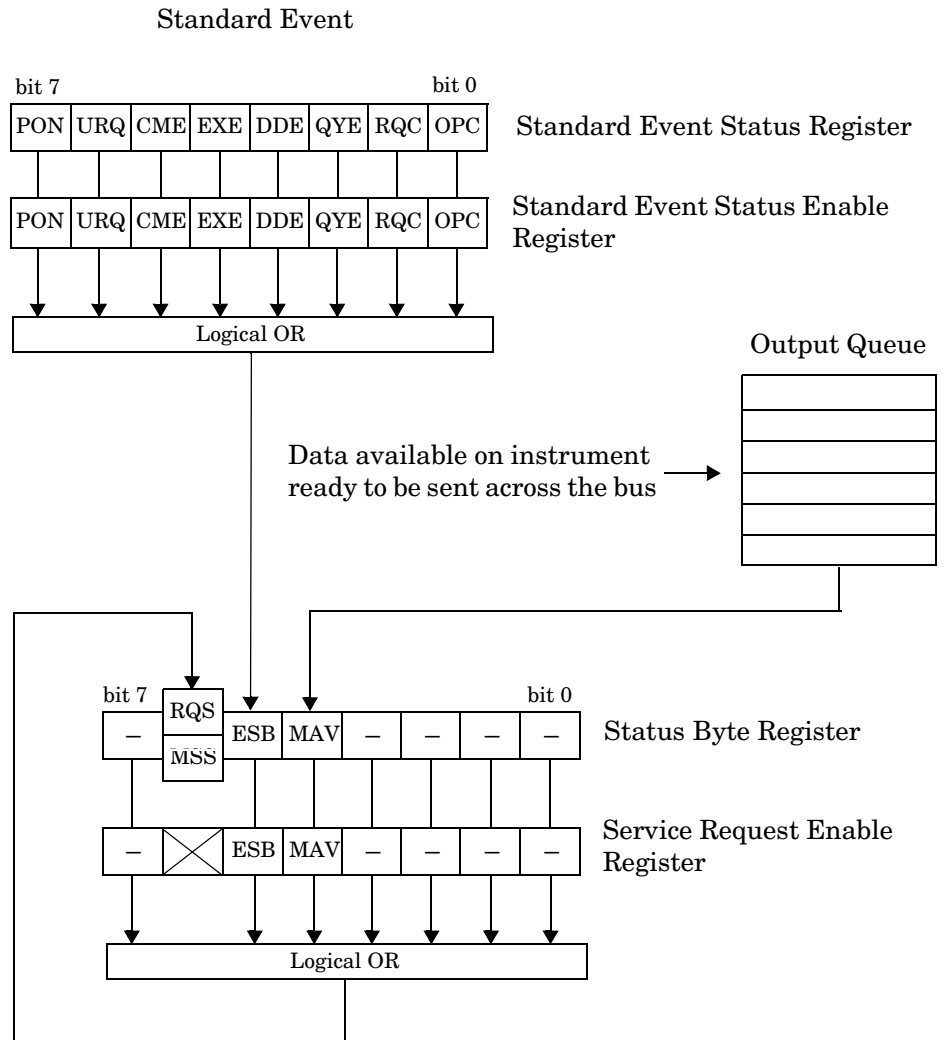 Standard Event
bit 7 bit 0
PON URQ CME EXE DDE QYE RQC OPC Standard Event Status Register
PON URQ CME EXE DDE QYE RQC OPC Standard Event Status Enable
Register
Logical OR
Output Queue
Data available on instrument
ready to be sent across the bus
bit 7 bit 0
RQS
– ESB MAV – – – – Status Byte Register
MSS
– ESB MAV – – – – Service Request Enable
Register
Logical OR